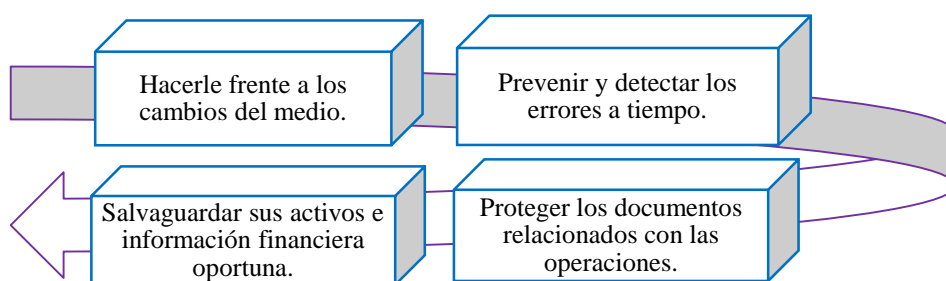 Hacerle frente a los
cambios del medio.
Prevenir y detectar los
errores a tiempo.
Proteger los documentos
relacionados con las
operaciones.
Salvaguardar sus activos e
información financiera
oportuna.